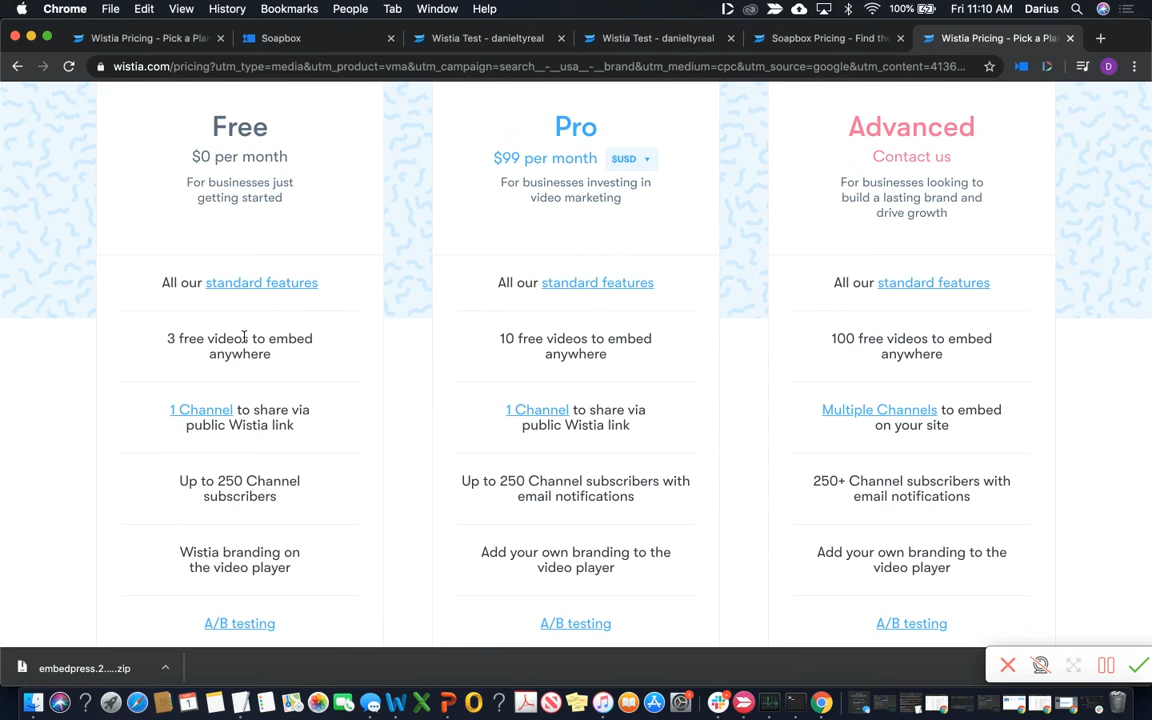 Chrome File Edit View History Bookmarks People Tab Window Help 100% Fri 11:10 AM Darius
Wistia Pricing - Pick a Pla
Soapbox
Wistia Test - danieltyreal
Wistia Test - danieltyreal
Soapbox Pricing - Find the
Wistia Pricing - Pick a Pla
wistia.com/pricing?utm_type=media&utm_product=vma&utm_campaign=search__-__usa__-__brand&utm_medium=cpc&utm_source=google&utm_content=4136... D
Free
$0 per month
For businesses just
getting started
All our standard features
3 free videos to embed
anywhere
1 Channel to share via
public Wistia link
Up to 250 Channel
subscribers
Wistia branding on
the video player
A/B testing
Pro
$99 per month $USD
For businesses investing in
video marketing
All our standard features
10 free videos to embed
anywhere
1 Channel to share via
public Wistia link
Up to 250 Channel subscribers with
email notifications
Add your own branding to the
video player
A/B testing
Advanced
Contact us
For businesses looking to
build a lasting brand and
drive growth
All our standard features
100 free videos to embed
anywhere
Multiple Channels to embed
on your site
250+ Channel subscribers with
email notifications
Add your own branding to the
video player
A/B testing
embedpress.2.....zip